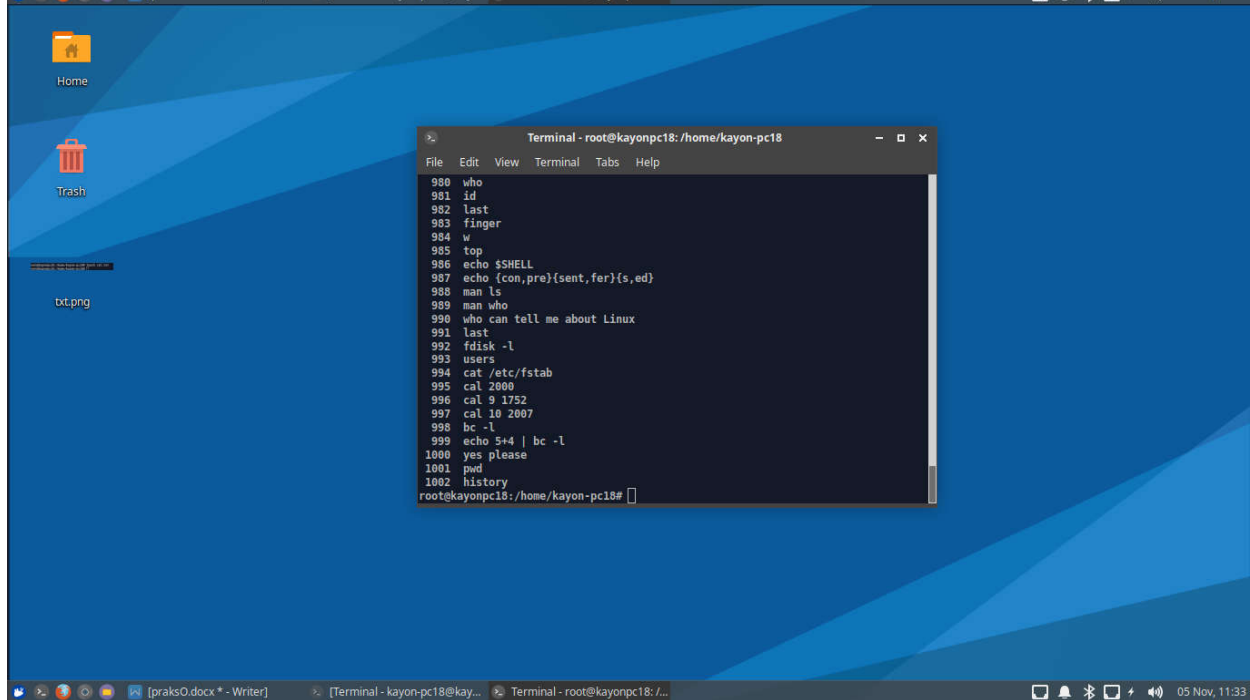 Home
Trash
txt.png
Terminal - root@kayonpc18: /home/kayon-pc18
File Edit View Terminal Tabs Help
980 who
981 id
982 last
983 finger
984 w
985 top
986 echo $SHELL
987 echo {con,pre}{sent,fer}{s,ed}
988 man ls
989 man who
990 who can tell me about Linux
991 last
992 fdisk -l
993 users
994 cat /etc/fstab
995 cal 2000
996 cal 9 1752
997 cal 10 2007
998 bc -l
999 echo 5+4 | bc -l
1000 yes please
1001 pwd
1002 history
root@kayonpc18:/home/kayon-pc18#
[praksO.docx * - Writer] [Terminal - kayon-pc18@kay... Terminal - root@kayonpc18: /... 05 Nov, 11:33